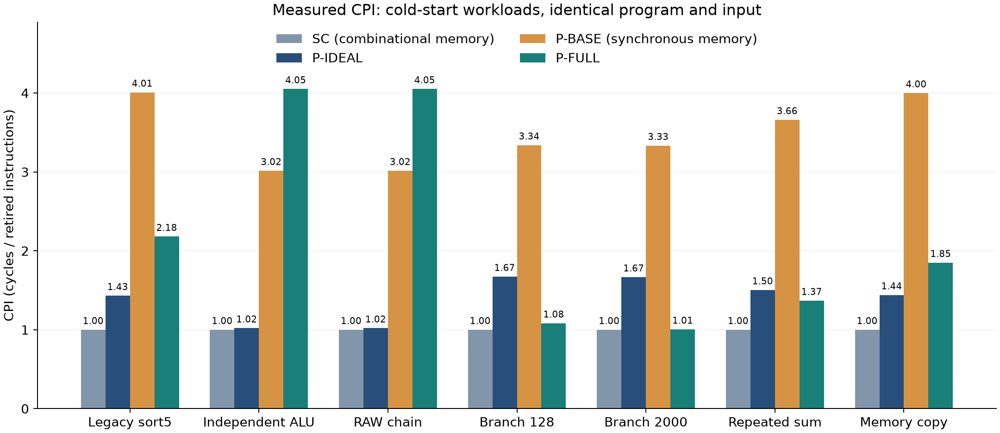 Measured CPI: cold-start workloads, identical program and input
SC (combinational memory)
P-IDEAL
P-BASE (synchronous memory)
P-FULL
CPI (cycles / retired instructions)
4
3
2
1
0
1.00 1.43 4.01 2.18
1.00 1.02 3.02 4.05
1.00 1.02 3.02 4.05
1.00 1.67 3.34 1.08
1.00 1.67 3.33 1.01
1.00 1.50 3.66 1.37
1.00 1.44 4.00 1.85
Legacy sort5 Independent ALU RAW chain Branch 128 Branch 2000 Repeated sum Memory copy